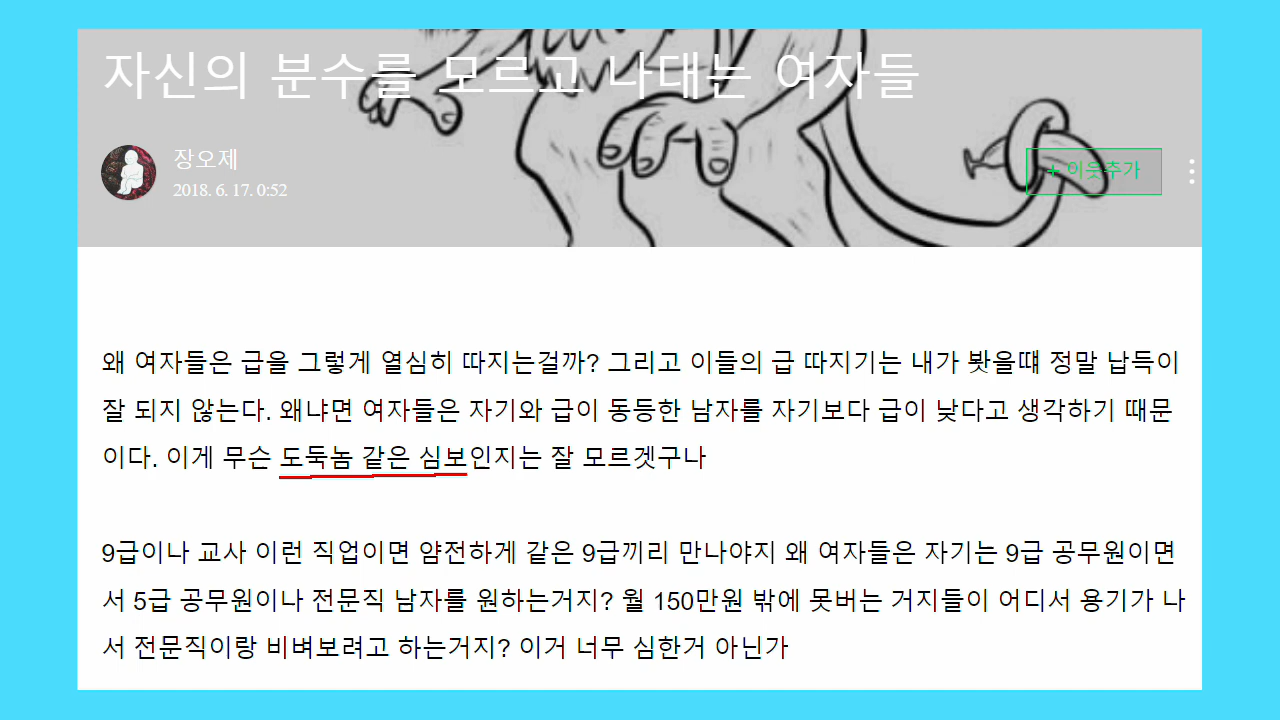 자신의 분수를 모르고 나대는 여자들
장오제
2018. 6. 17. 0:52
+ 이웃추가
왜 여자들은 급을 그렇게 열심히 따지는걸까? 그리고 이들의 급 따지기는 내가 봣을떄 정말 납득이
잘 되지 않는다. 왜냐면 여자들은 자기와 급이 동등한 남자를 자기보다 급이 낮다고 생각하기 때문
이다. 이게 무슨 도둑놈 같은 심보인지는 잘 모르겟구나
9급이나 교사 이런 직업이면 얌전하게 같은 9급끼리 만나야지 왜 여자들은 자기는 9급 공무원이면
서 5급 공무원이나 전문직 남자를 원하는거지? 월 150만원 밖에 못버는 거지들이 어디서 용기가 나
서 전문직이랑 비벼보려고 하는거지? 이거 너무 심한거 아닌가